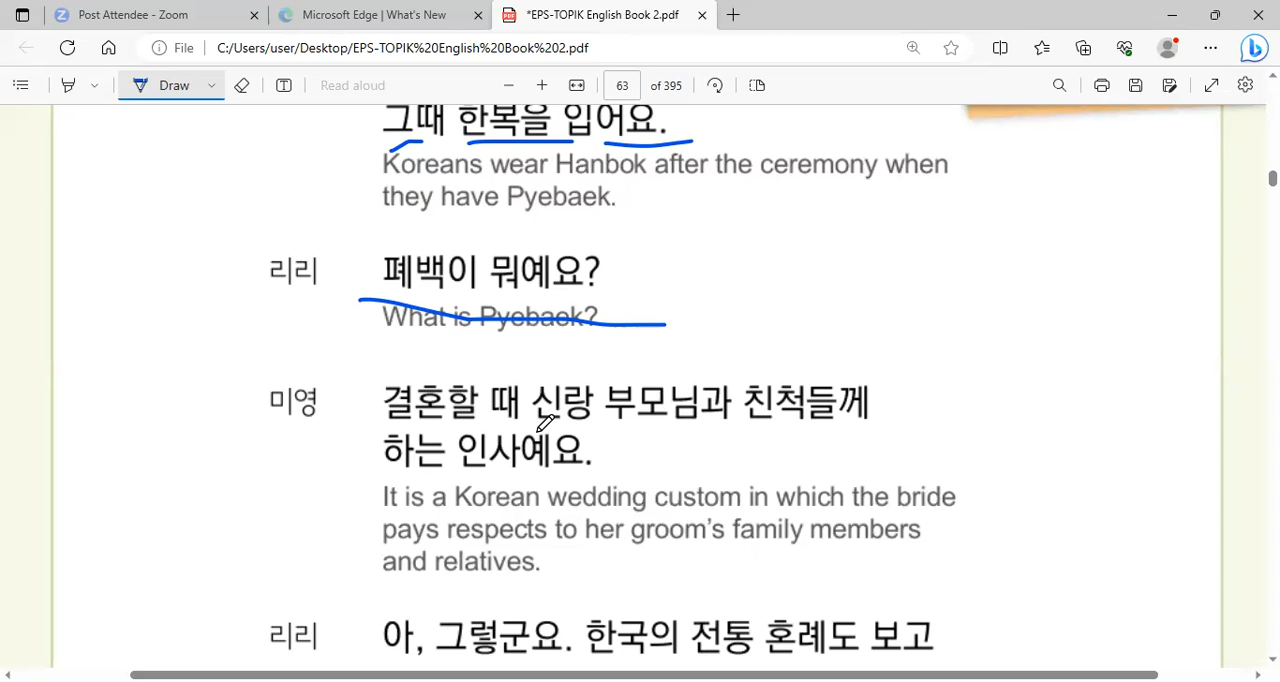 Post Attendee - Zoom
Microsoft Edge | What's New
*EPS-TOPIK English Book 2.pdf
File
C:/Users/user/Desktop/EPS-TOPIK%20English%20Book%202.pdf
Draw
Read aloud
63 of 395
그때 한복을 입어요.
Koreans wear Hanbok after the ceremony when
they have Pyebaek.
리리 폐백이 뭐예요?
What is Pyebaek?
미영 결혼할 때 신랑 부모님과 친척들께
하는 인사예요.
It is a Korean wedding custom in which the bride
pays respects to her groom's family members
and relatives.
리리 아, 그렇군요. 한국의 전통 혼례도 보고